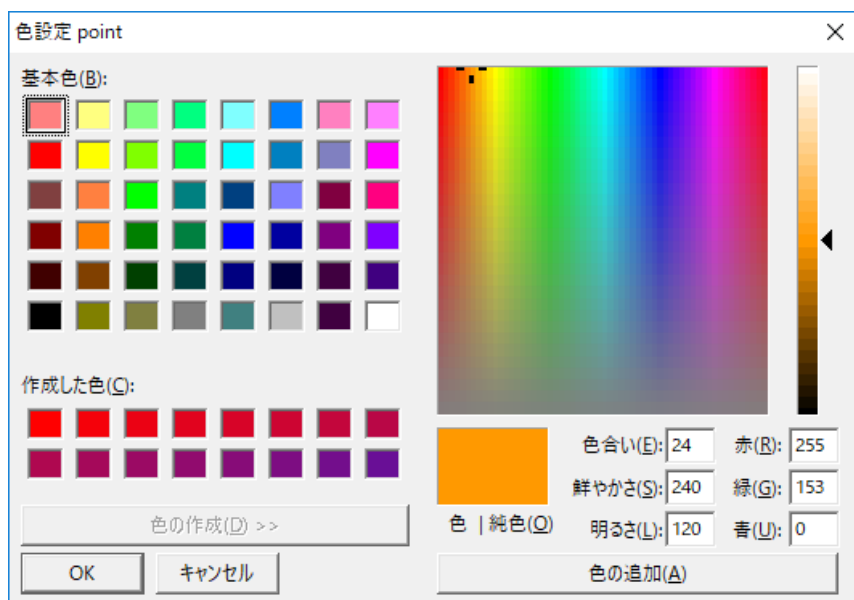 色設定 point
基本色(B):
作成した色(C):
色の作成(D) >>
OK
キャンセル
色 | 純色(O)
色合い(E): 24
赤(R): 255
鮮やかさ(S): 240
緑(G): 153
明るさ(L): 120
青(U): 0
色の追加(A)